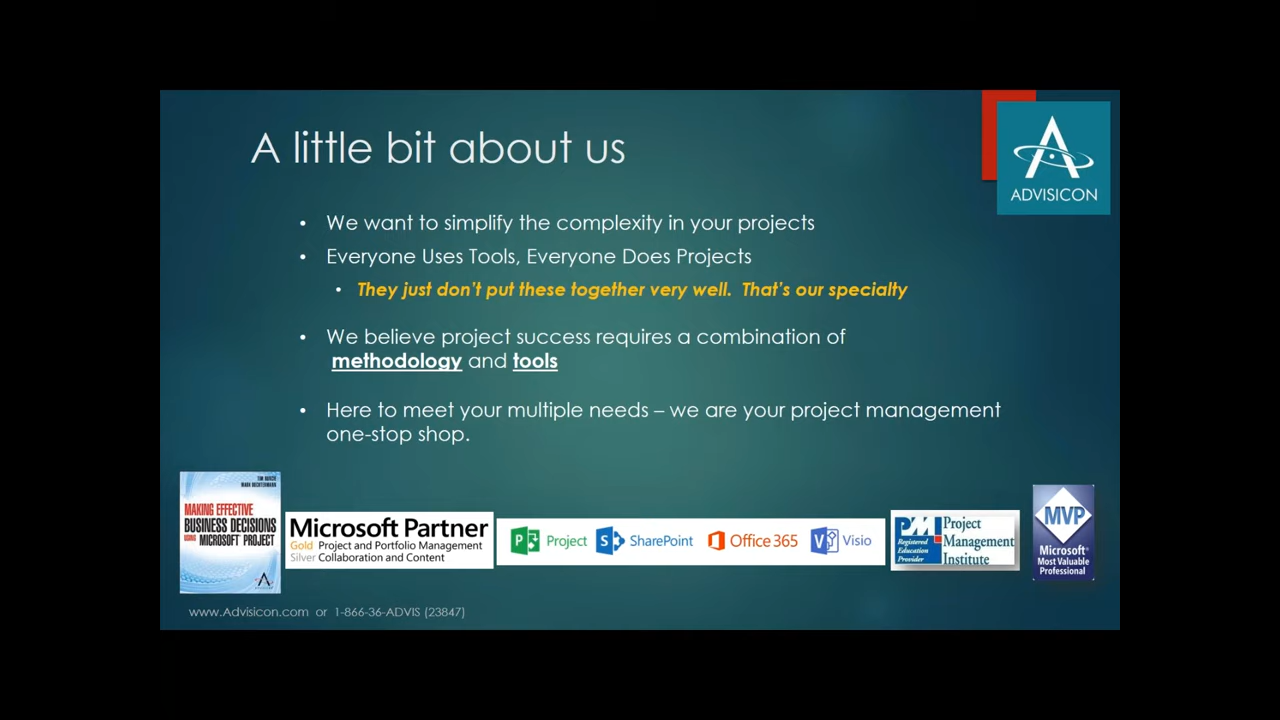 A little bit about us
ADVISICON
• We want to simplify the complexity in your projects
• Everyone Uses Tools, Everyone Does Projects
• They just don't put these together very well. That's our specialty
• We believe project success requires a combination of
methodology and tools
• Here to meet your multiple needs – we are your project management
one-stop shop.
MAKING EFFECTIVE
BUSINESS DECISIONS
USING MICROSOFT PROJECT
Microsoft Partner
Gold Project and Portfolio Management
Silver Collaboration and Content
Project
SharePoint
Office 365
Visio
PMI
Registered
Education
Provider
Project
Management
Institute
MVP
Microsoft®
Most Valuable
Professional
www.Advisicon.com or 1-866-36-ADVIS (23847)